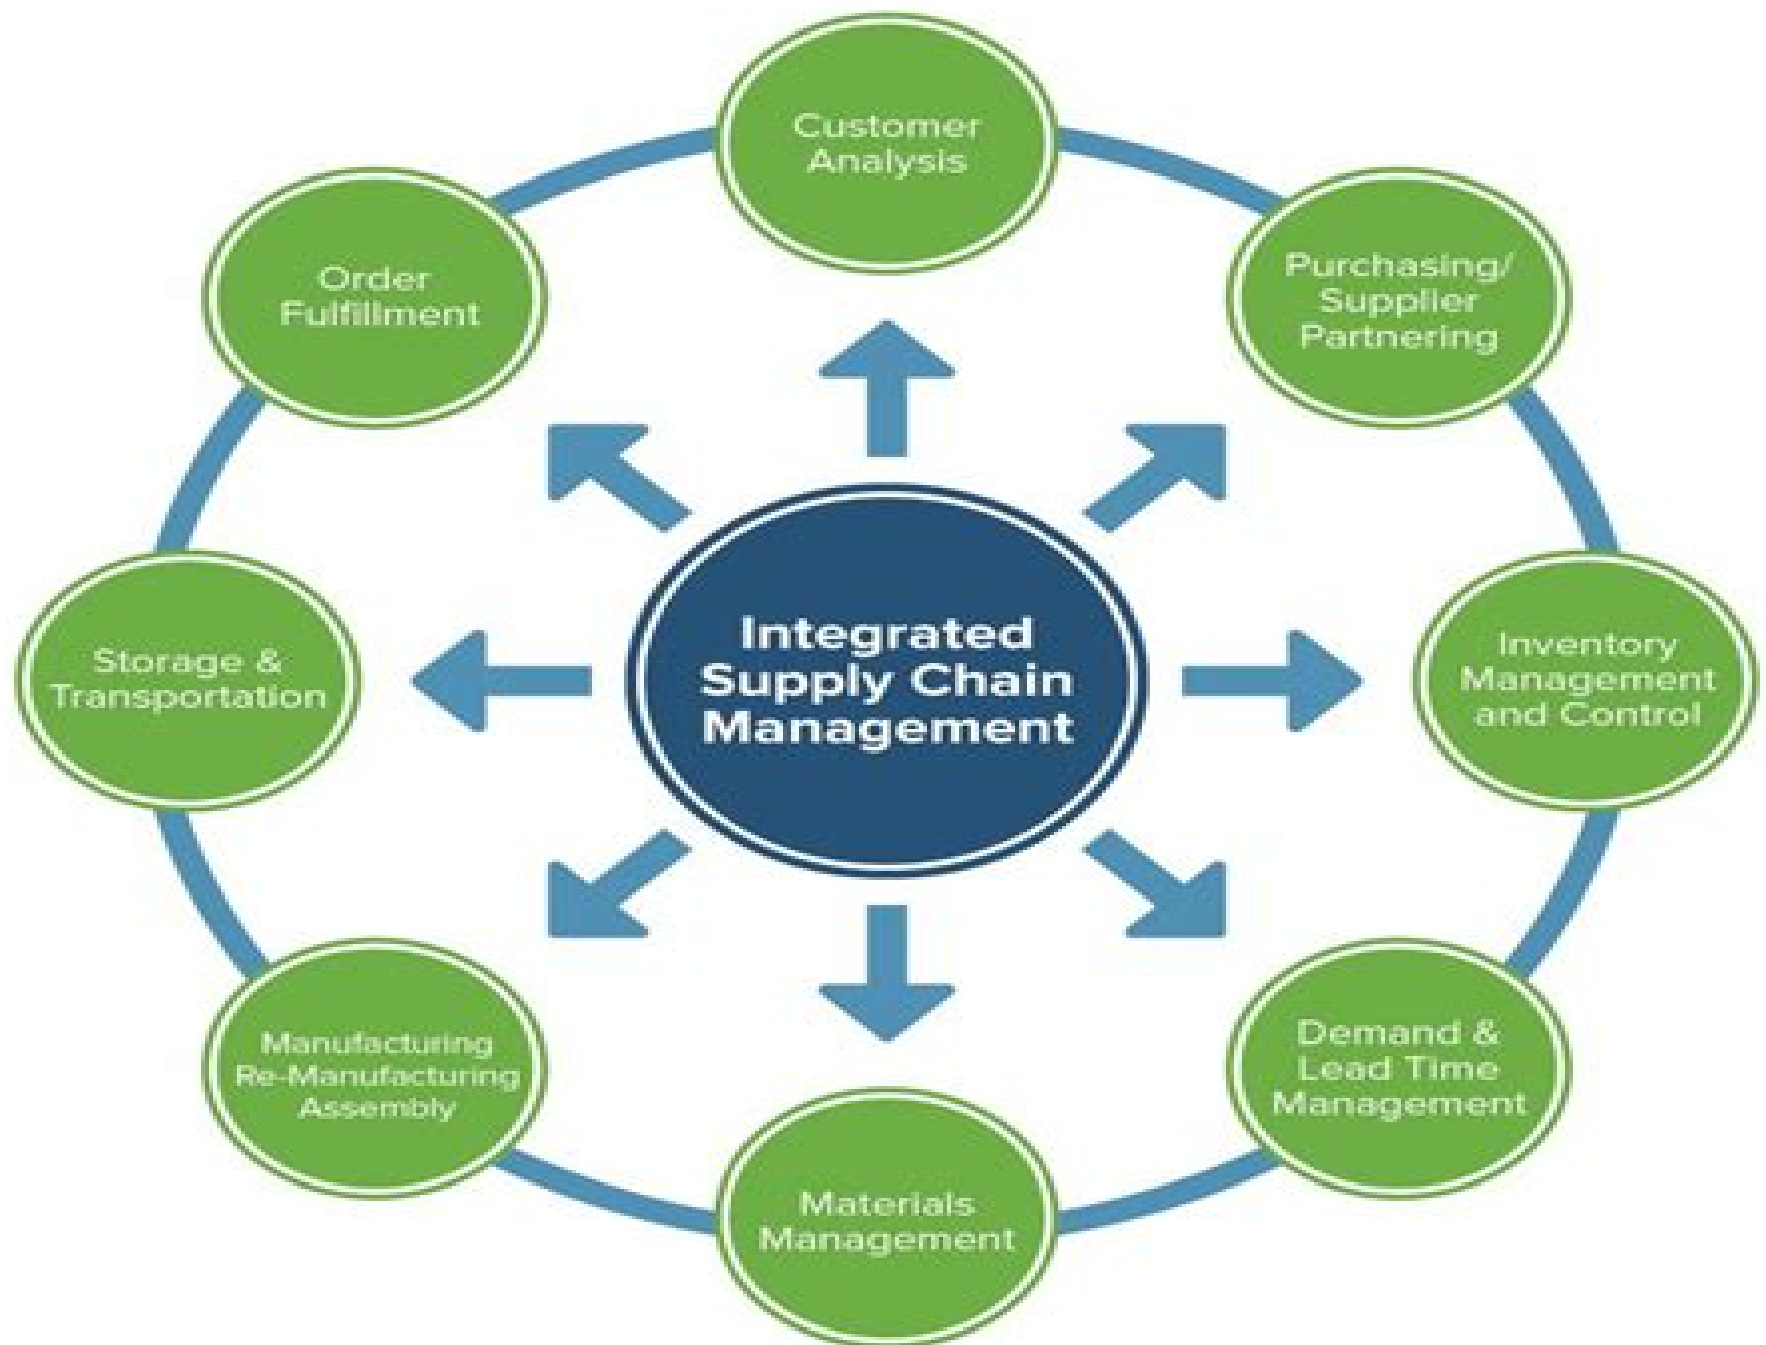 Customer
Analysis
Purchasing/
Supplier
Partnering
Inventory
Management
and Control
Demand &
Lead Time
Management
Materials
Management
Manufacturing
Re-Manufacturing
Assembly
Storage &
Transportation
Order
Fulfillment
Integrated
Supply Chain
Management